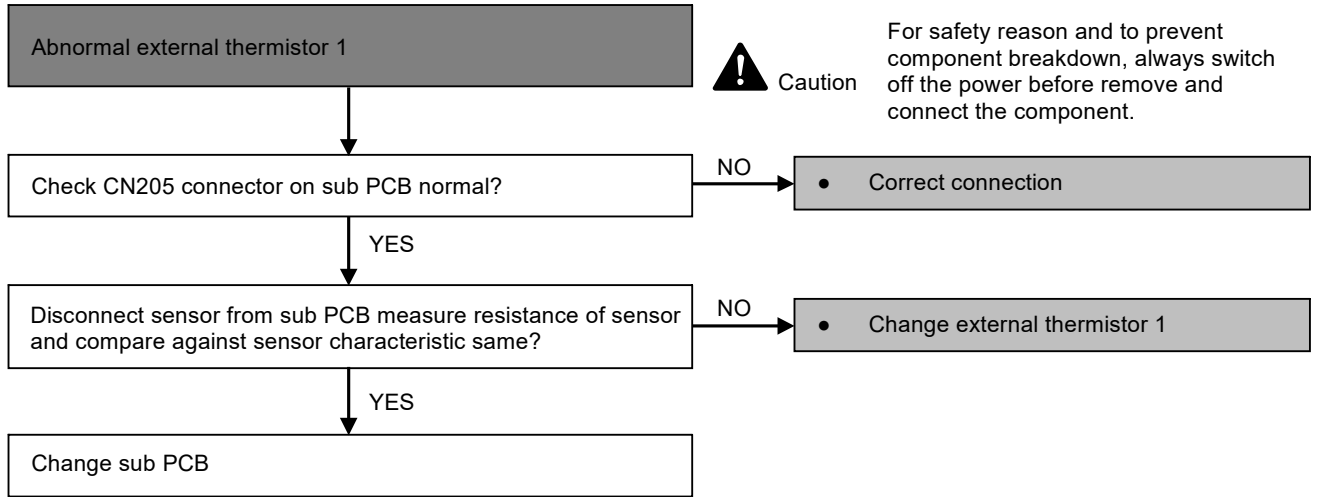 Abnormal external thermistor 1
Caution
For safety reason and to prevent
component breakdown, always switch
off the power before remove and
connect the component.
Check CN205 connector on sub PCB normal?
NO
● Correct connection
YES
Disconnect sensor from sub PCB measure resistance of sensor
and compare against sensor characteristic same?
NO
● Change external thermistor 1
YES
Change sub PCB